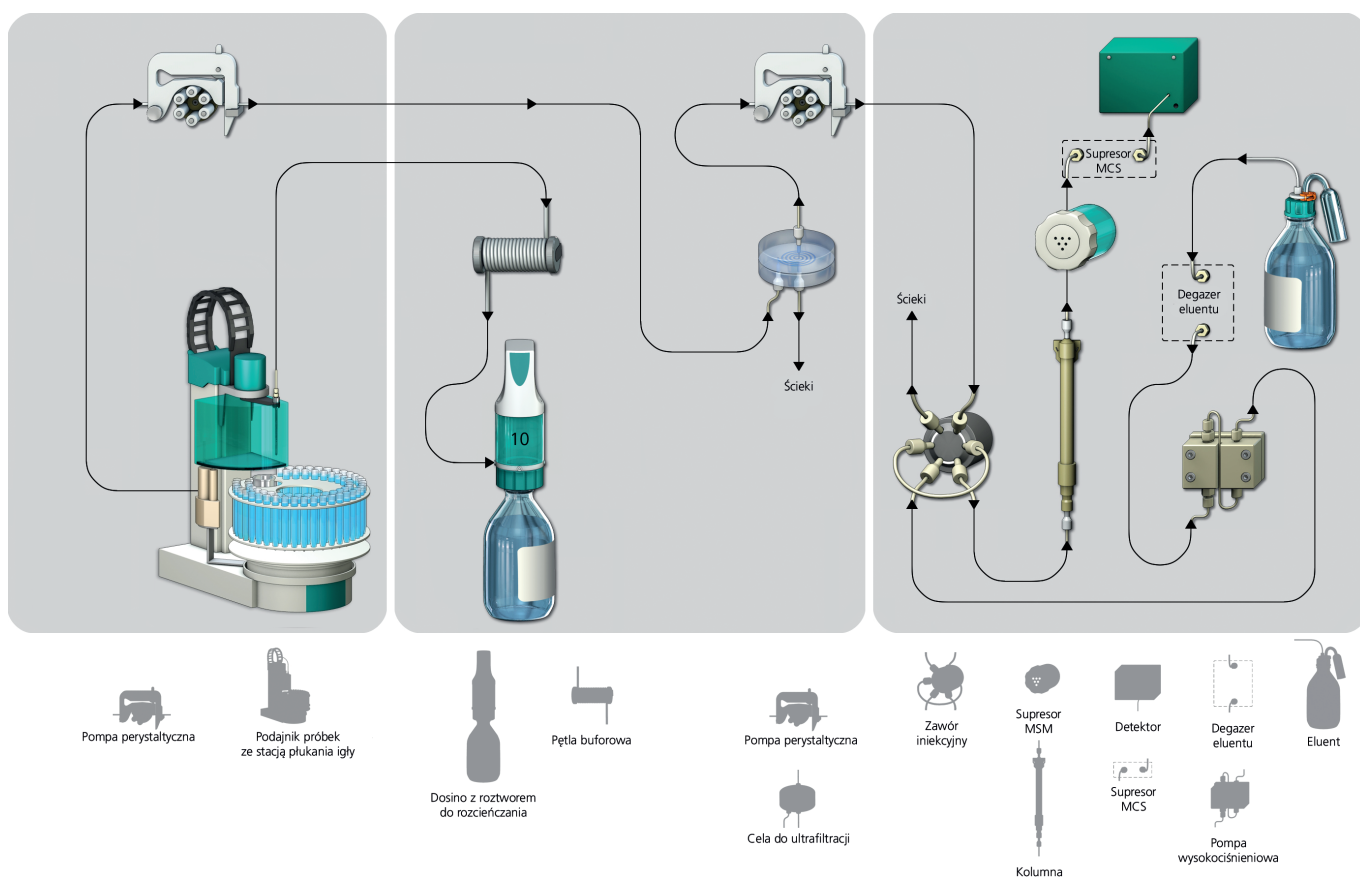 Supresor
MCS
Degazer
eluentu
Ścieki
Ścieki
10
Pompa perystaltyczna
Podajnik próbek
ze stacją płukania igły
Dosino z roztworem
do rozcieńczania
Pętla buforowa
Pompa perystaltyczna
Cela do ultrafiltracji
Zawór
iniekcyjny
Supresor
MSM
Kolumna
Detektor
Supresor
MCS
Degazer
eluentu
Pompa
wysokociśnieniowa
Eluent